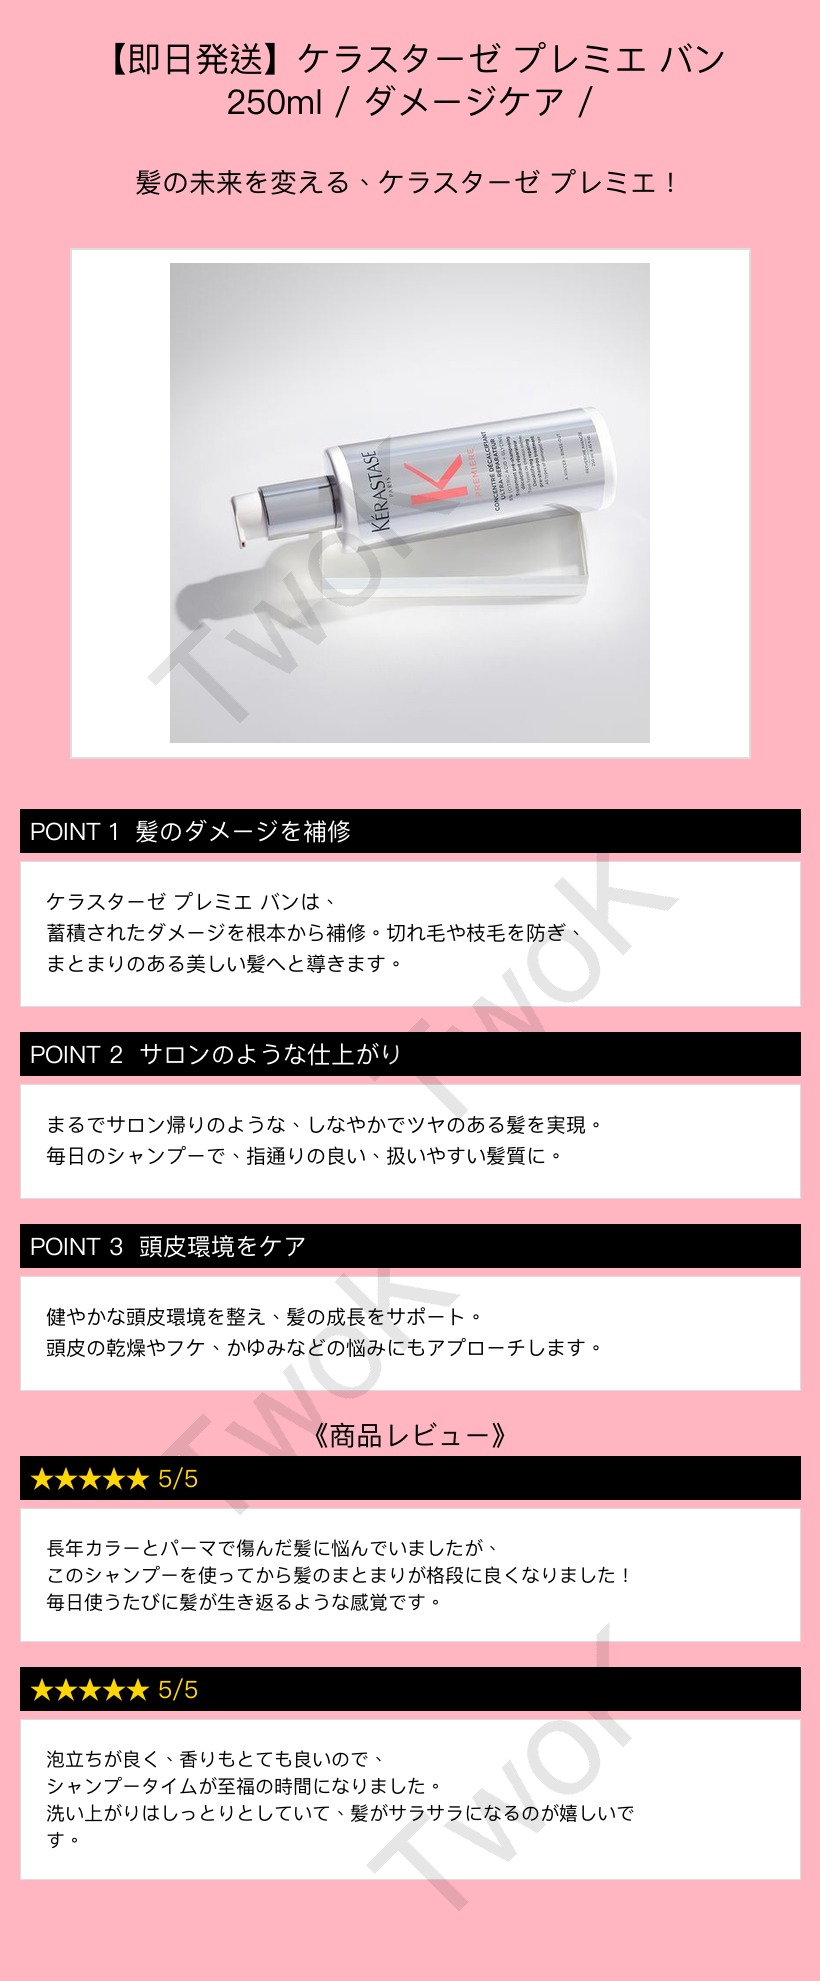 【即日発送】ケラスターゼ プレミエ バン
250ml / ダメージケア /
髪の未来を変える、ケラスターゼ プレミエ！
KÉRASTASE
PARIS
K
PREMIÈRE
CONCENTRÉ DÉCALCIFIANT
ULTRA-RÉPARATEUR
TwoK
POINT 1 髪のダメージを補修
ケラスターゼ プレミエ バンは、
蓄積されたダメージを根本から補修。切れ毛や枝毛を防ぎ、
まとまりのある美しい髪へと導きます。
TwoK
POINT 2 サロンのような仕上がり
まるでサロン帰りのような、しなやかでツヤのある髪を実現。
毎日のシャンプーで、指通りの良い、扱いやすい髪質に。
POINT 3 頭皮環境をケア
健やかな頭皮環境を整え、髪の成長をサポート。
頭皮の乾燥やフケ、かゆみなどの悩みにもアプローチします。
TwoK
《商品レビュー》
★★★★★ 5/5
長年カラーとパーマで傷んだ髪に悩んでいましたが、
このシャンプーを使ってから髪のまとまりが格段に良くなりました！
毎日使うたびに髪が生き返るような感覚です。
★★★★★ 5/5
泡立ちが良く、香りもとても良いので、
シャンプータイムが至福の時間になりました。
洗い上がりはしっとりとしていて、髪がサラサラになるのが嬉しいで
す。
TwoK